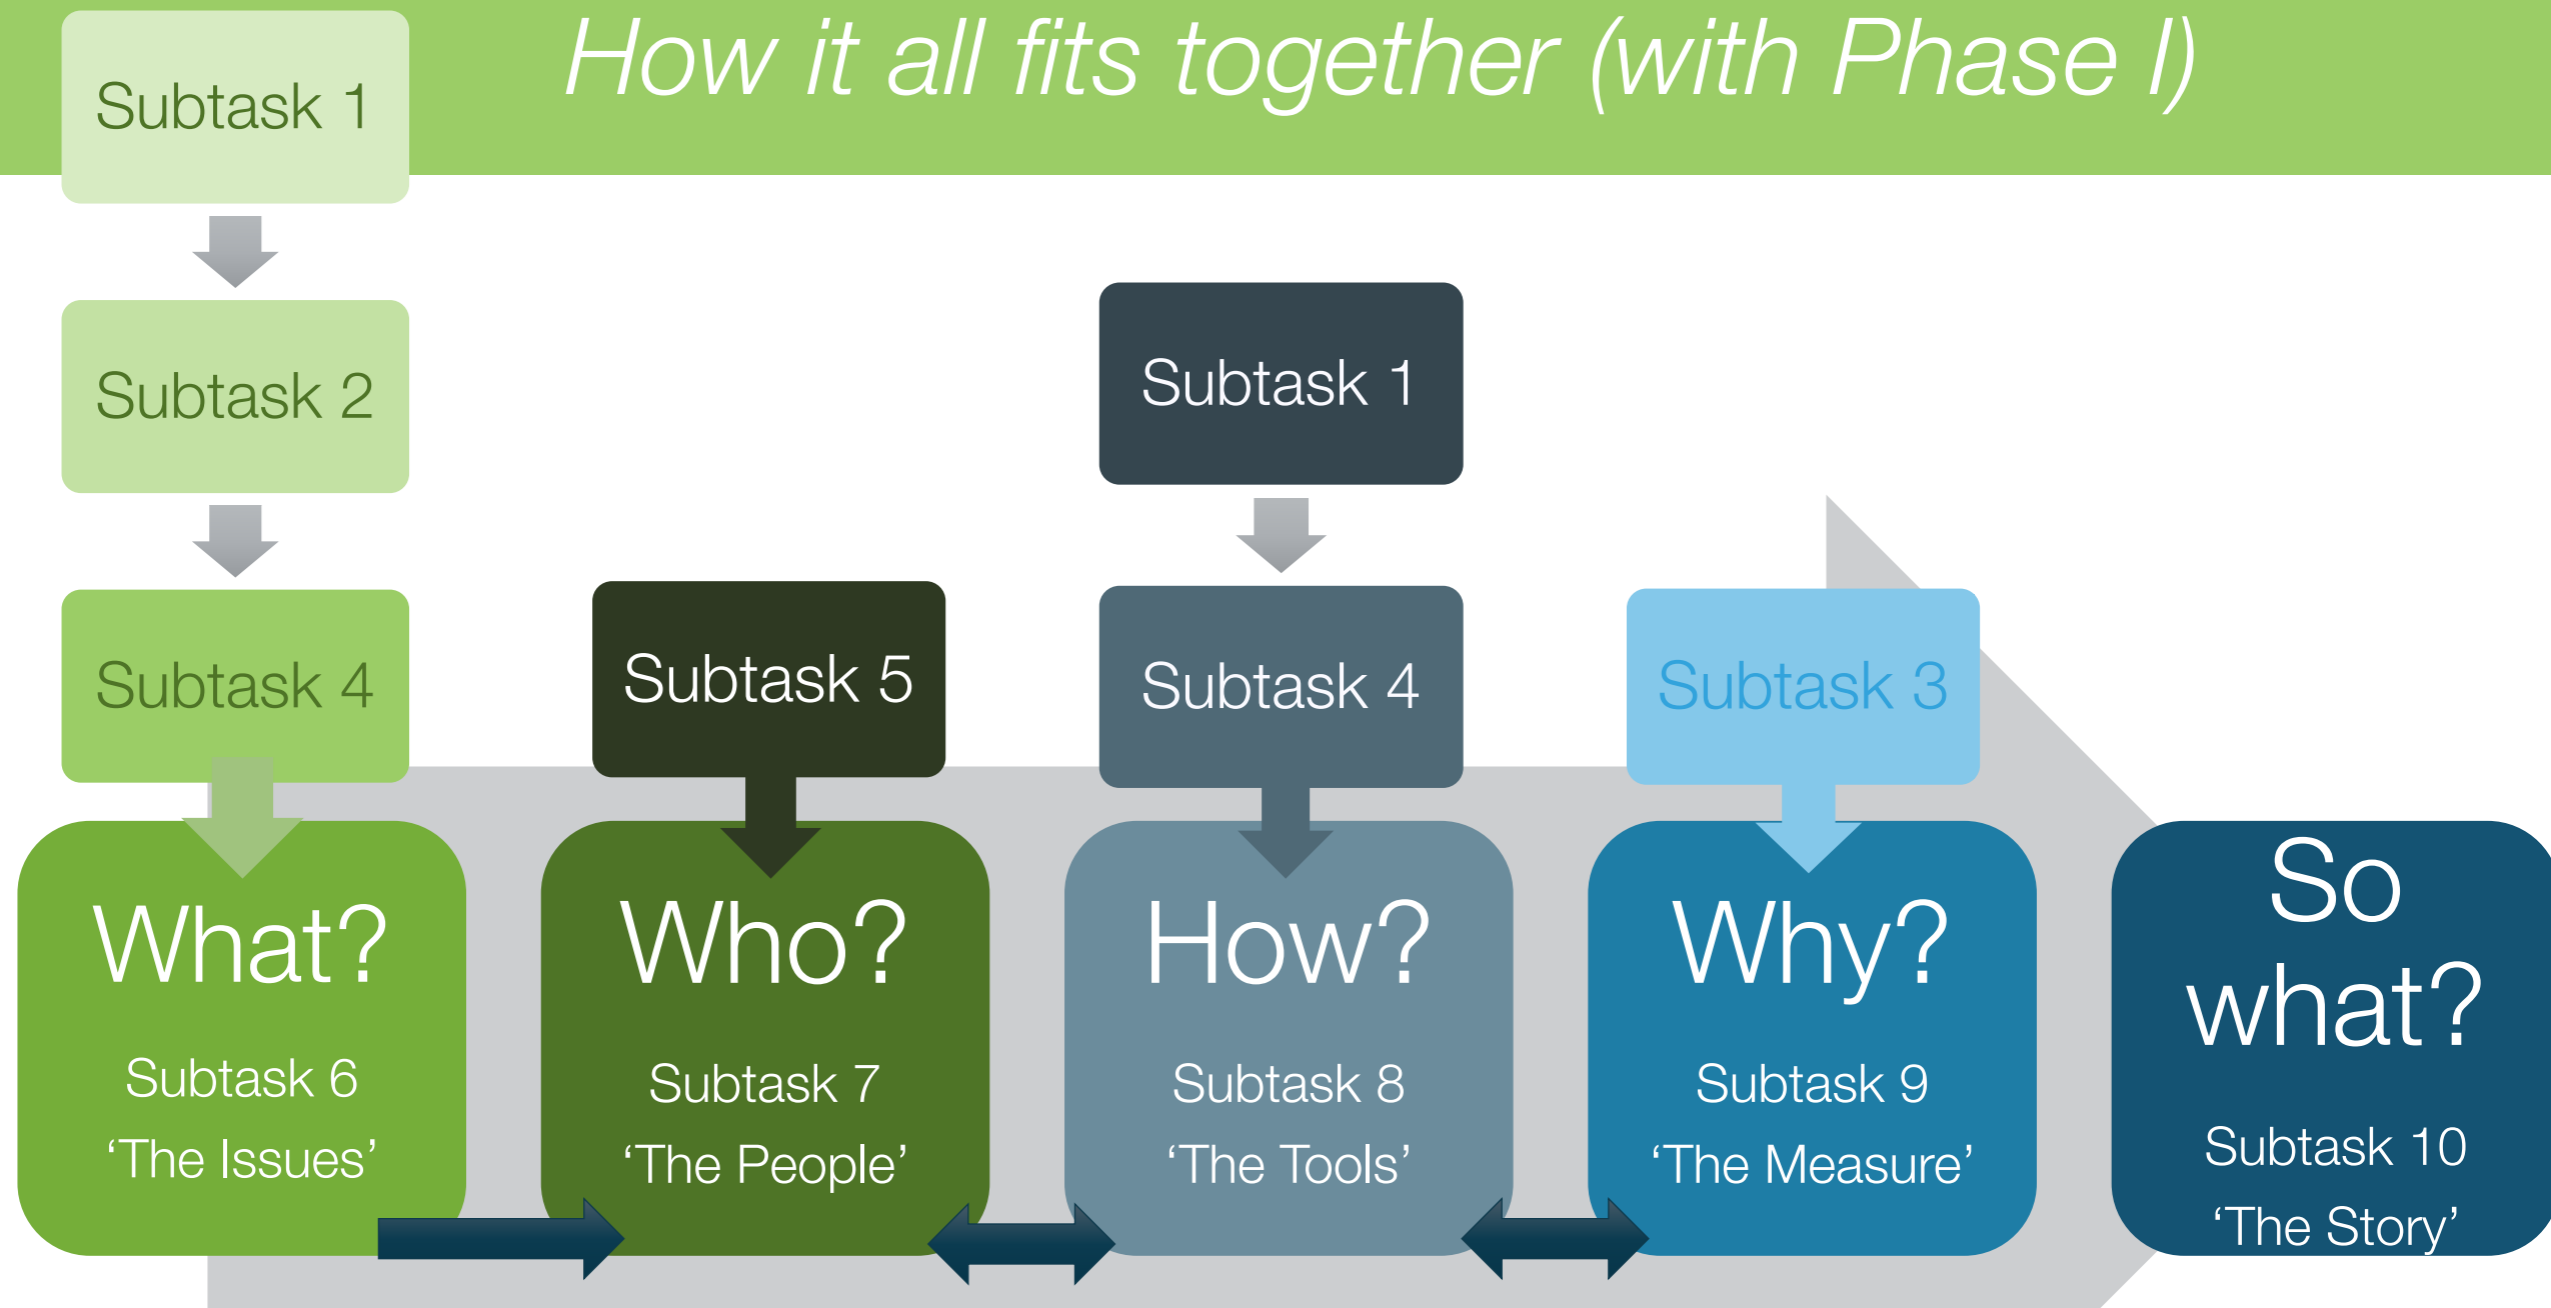 How it all fits together (with Phase I)
Subtask 1
Subtask 2
Subtask 1
Subtask 4
Subtask 5
Subtask 4
Subtask 3
What?
Subtask 6
‘The Issues’
Who?
Subtask 7
‘The People’
How?
Subtask 8
‘The Tools’
Why?
Subtask 9
‘The Measure’
So
what?
Subtask 10
‘The Story’